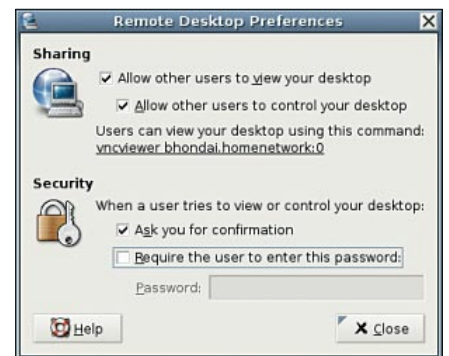 Remote Desktop Preferences
Sharing
Allow other users to view your desktop
Allow other users to control your desktop
Users can view your desktop using this command:
vncviewer bhondai.homenetwork:0
Security
When a user tries to view or control your desktop:
Ask you for confirmation
Require the user to enter this password:
Password:
Help
Close